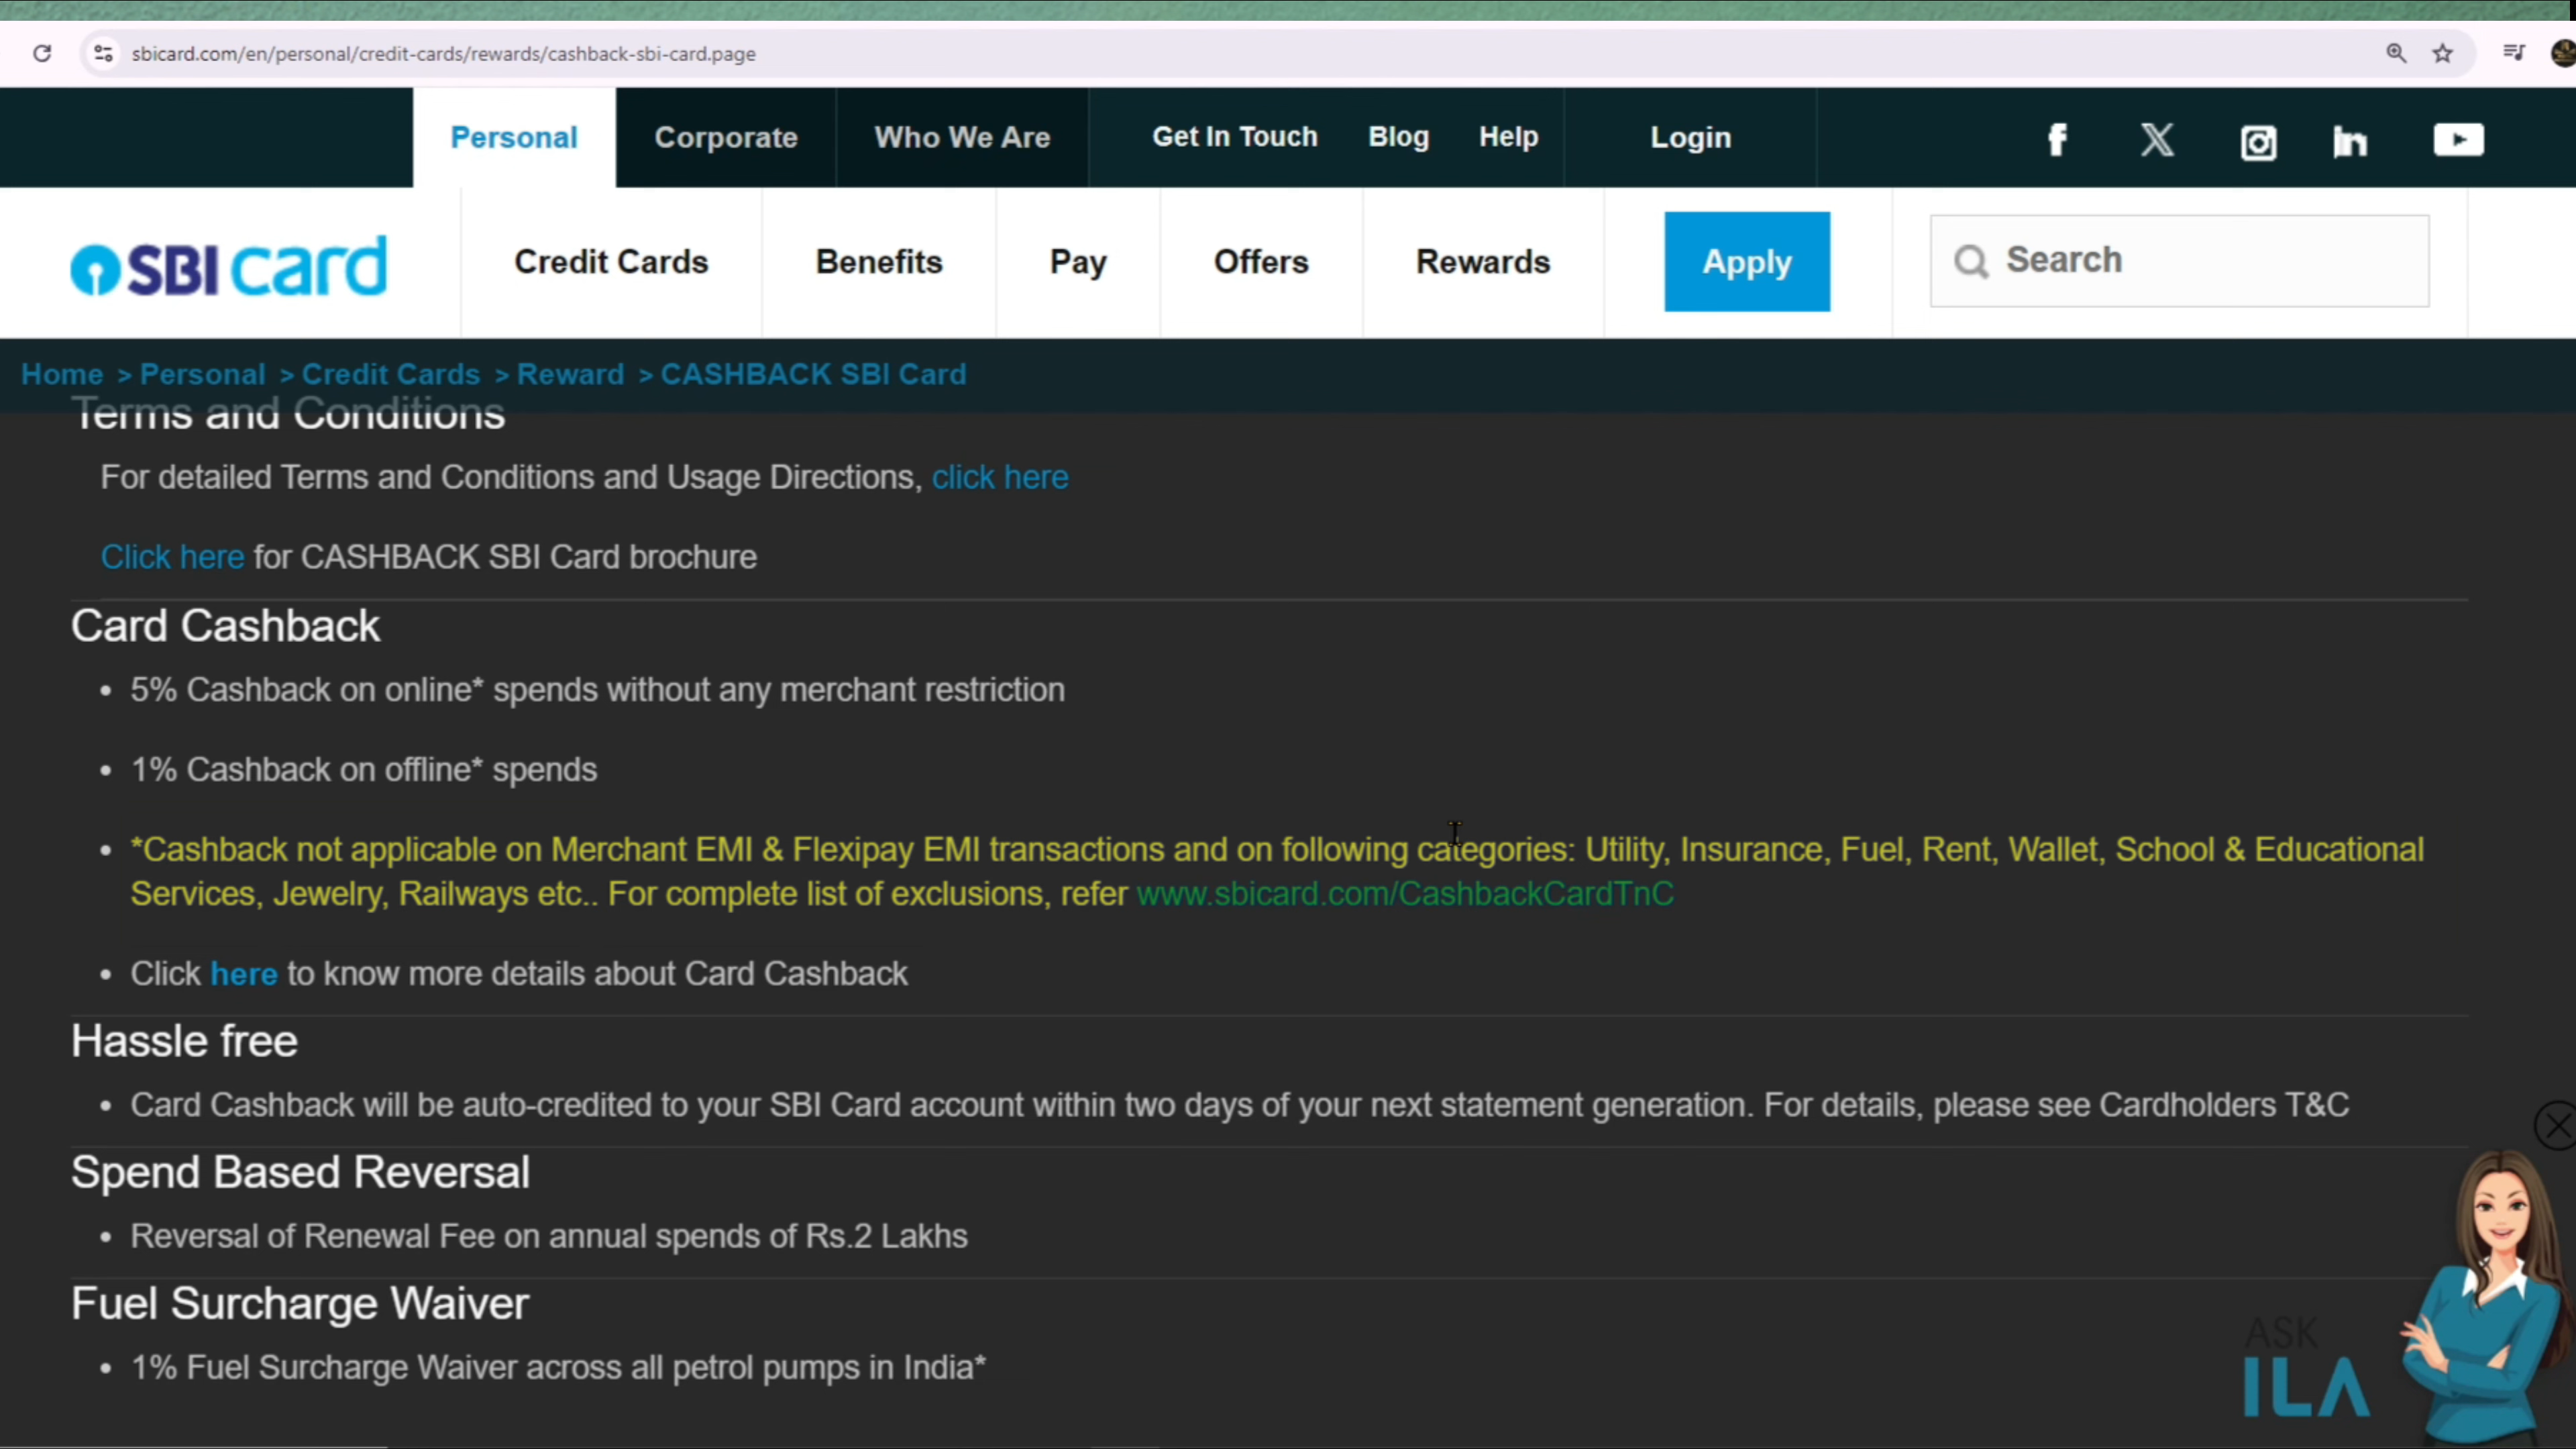 sbicard.com/en/personal/credit-cards/rewards/cashback-sbi-card.page
Personal Corporate Who We Are Get In Touch Blog Help Login
SBI card Credit Cards Benefits Pay Offers Rewards Apply Search
Home > Personal > Credit Cards > Reward > CASHBACK SBI Card
Terms and Conditions
For detailed Terms and Conditions and Usage Directions, click here
Click here for CASHBACK SBI Card brochure
Card Cashback
• 5% Cashback on online* spends without any merchant restriction
• 1% Cashback on offline* spends
• *Cashback not applicable on Merchant EMI & Flexipay EMI transactions and on following categories: Utility, Insurance, Fuel, Rent, Wallet, School & Educational
Services, Jewelry, Railways etc.. For complete list of exclusions, refer www.sbicard.com/CashbackCardTnC
• Click here to know more details about Card Cashback
Hassle free
• Card Cashback will be auto-credited to your SBI Card account within two days of your next statement generation. For details, please see Cardholders T&C
Spend Based Reversal
• Reversal of Renewal Fee on annual spends of Rs.2 Lakhs
Fuel Surcharge Waiver
• 1% Fuel Surcharge Waiver across all petrol pumps in India*
ASK
ILA